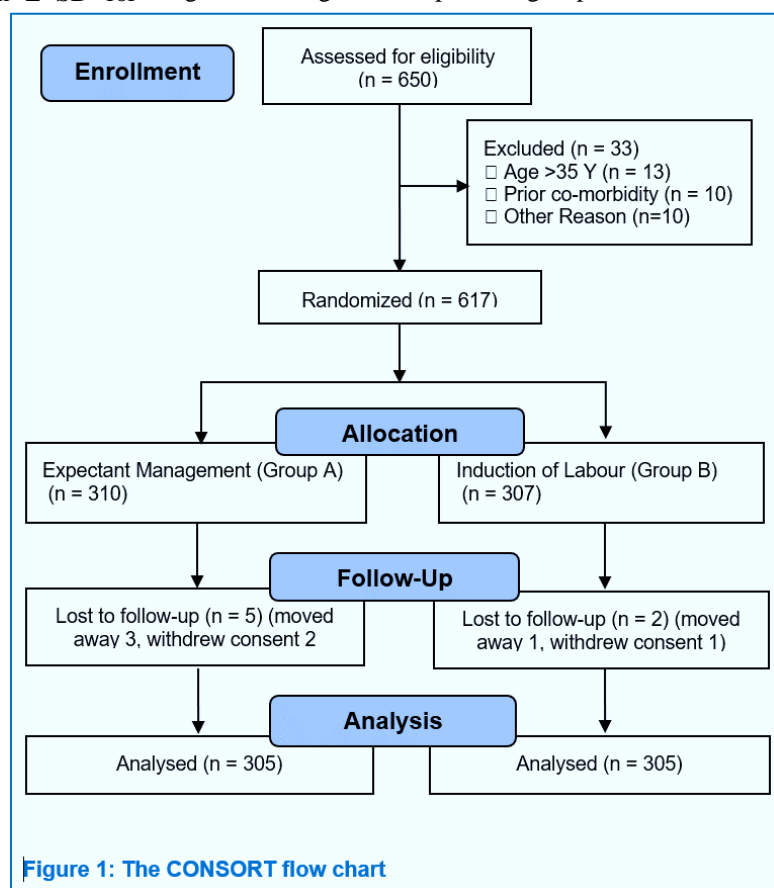 Enrollment
Assessed for eligibility
(n = 650)
Excluded (n = 33)
□ Age >35 Y (n = 13)
□ Prior co-morbidity (n = 10)
□ Other Reason (n=10)
Randomized (n = 617)
Allocation
Expectant Management (Group A)
(n = 310)
Induction of Labour (Group B)
(n = 307)
Follow-Up
Lost to follow-up (n = 5) (moved
away 3, withdrew consent 2
Lost to follow-up (n = 2) (moved
away 1, withdrew consent 1)
Analysis
Analysed (n = 305)
Analysed (n = 305)
Figure 1: The CONSORT flow chart